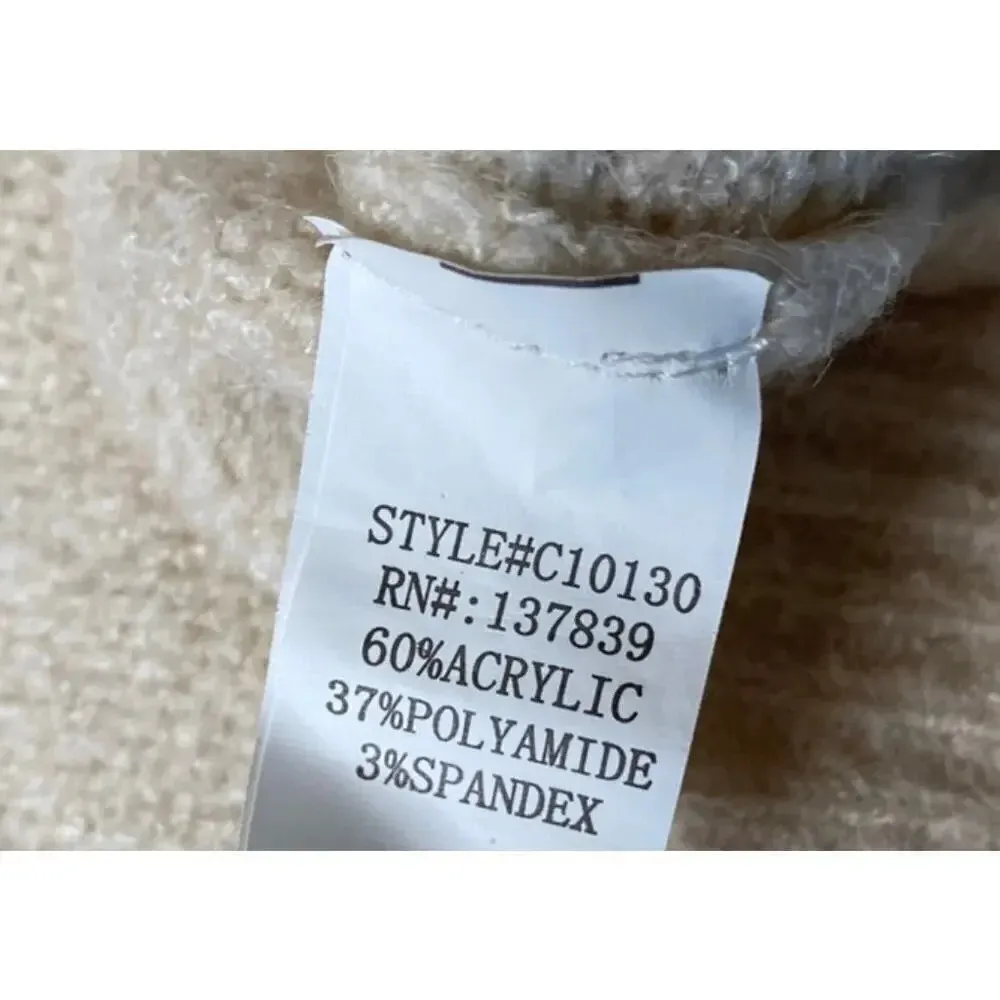 STYLE#C10130
RN#:137839
60%ACRYLIC
37%POLYAMIDE
3%SPANDEX